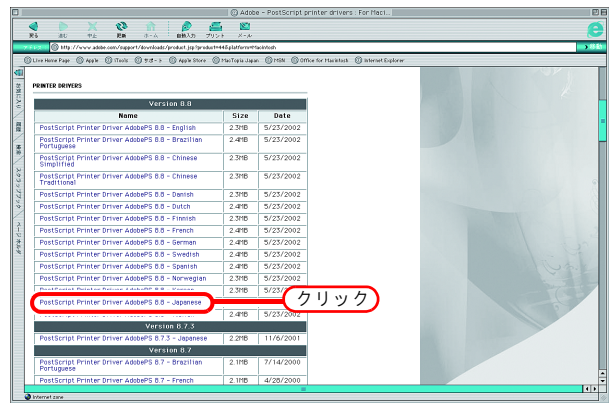 Adobe - PostScript printer drivers : For Maci...
戻る 進む 中止 更新 ホーム 自動入力 プリント メール
http://www.adobe.com/support/downloads/product.jsp?product=44&platform=Macintosh
移動
Live Home Page Apple iTools サポート Apple Store MacTopia Japan MSN Office for Macintosh Internet Explorer
お気に入り
履歴
検索
スクラップブック
ページ ホルダ
PRINTER DRIVERS
Version 8.8
Name Size Date
PostScript Printer Driver AdobePS 8.8 - English 2.3MB 5/23/2002
PostScript Printer Driver AdobePS 8.8 - Brazilian Portuguese 2.4MB 5/23/2002
PostScript Printer Driver AdobePS 8.8 - Chinese Simplified 2.3MB 5/23/2002
PostScript Printer Driver AdobePS 8.8 - Chinese Traditional 2.3MB 5/23/2002
PostScript Printer Driver AdobePS 8.8 - Danish 2.3MB 5/23/2002
PostScript Printer Driver AdobePS 8.8 - Dutch 2.4MB 5/23/2002
PostScript Printer Driver AdobePS 8.8 - Finnish 2.3MB 5/23/2002
PostScript Printer Driver AdobePS 8.8 - French 2.4MB 5/23/2002
PostScript Printer Driver AdobePS 8.8 - German 2.4MB 5/23/2002
PostScript Printer Driver AdobePS 8.8 - Swedish 2.4MB 5/23/2002
PostScript Printer Driver AdobePS 8.8 - Spanish 2.4MB 5/23/2002
PostScript Printer Driver AdobePS 8.8 - Norwegian 2.3MB 5/23/2002
2.3MB 5/23/2002
PostScript Printer Driver AdobePS 8.8 - Japanese
クリック
2.4MB 5/23/2002
Version 8.7.3
PostScript Printer Driver AdobePS 8.7.3 - Japanese 2.2MB 11/6/2001
Version 8.7
PostScript Printer Driver AdobePS 8.7 - Brazilian Portuguese 2.1MB 7/14/2000
PostScript Printer Driver AdobePS 8.7 - French 2.1MB 4/28/2000
Internet zone